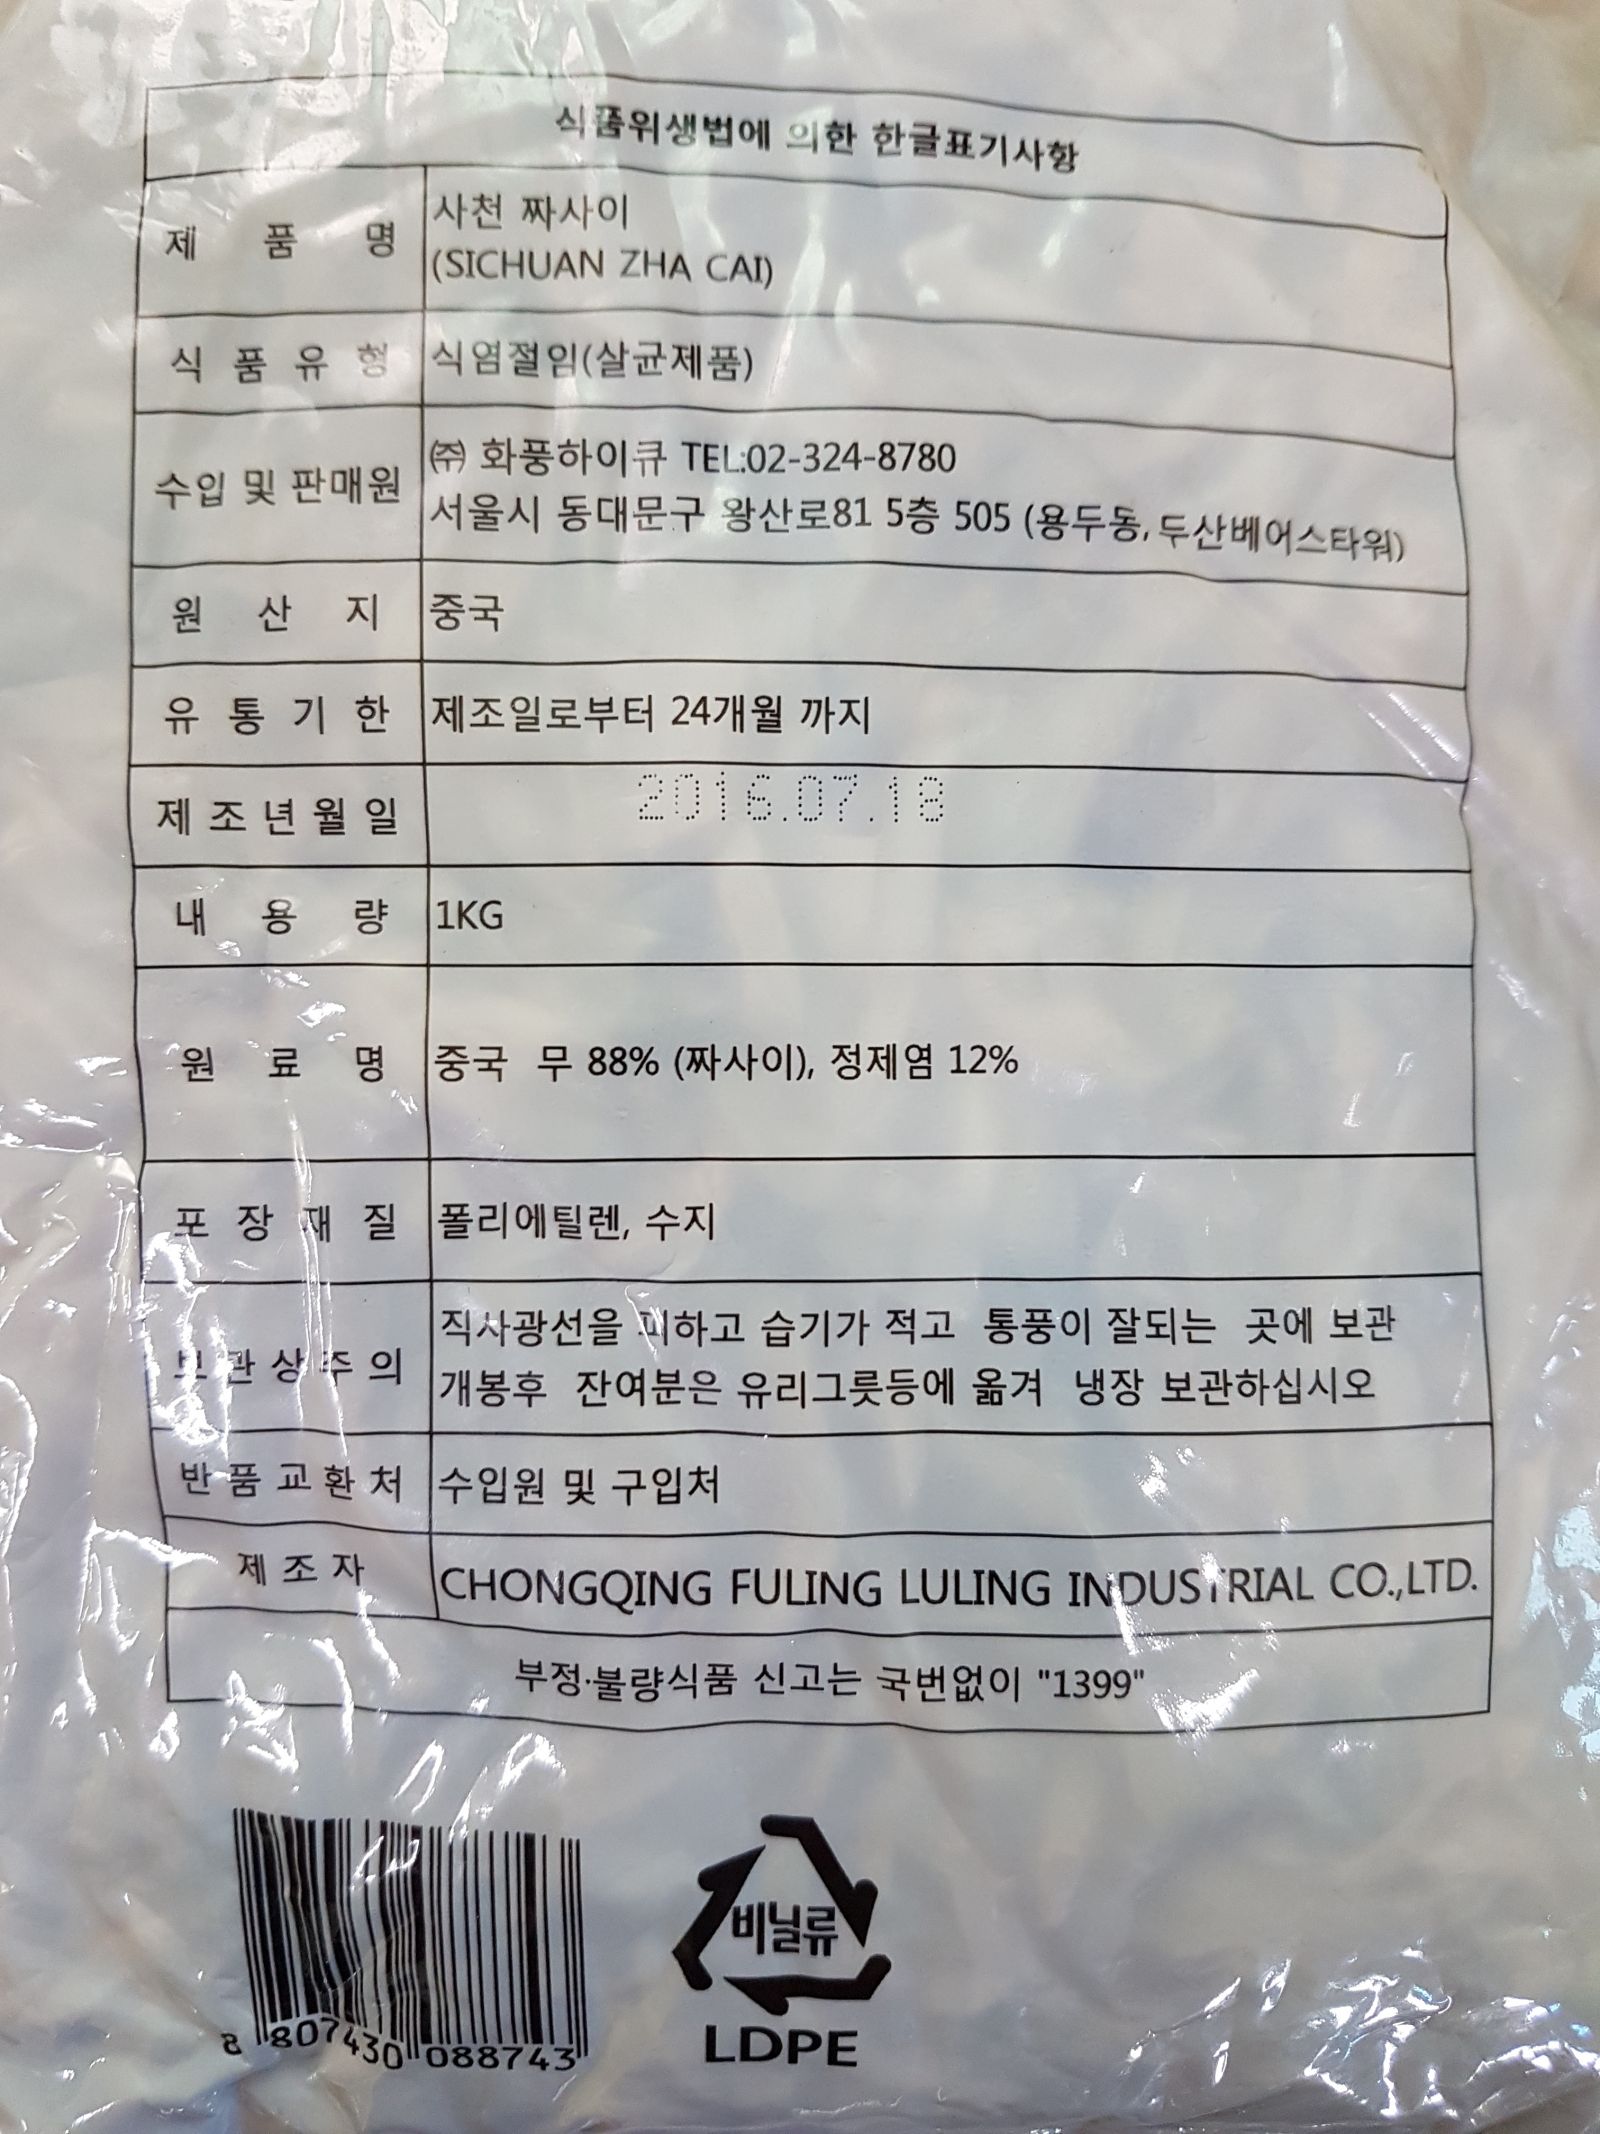 식품위생법에 의한 한글표기사항
제 품 명
사천 짜사이
(SICHUAN ZHA CAI)
식 품 유 형 식염절임(살균제품)
수입 및 판매원
㈜ 화풍하이큐 TEL:02-324-8780
서울시 동대문구 왕산로81 5층 505 (용두동, 두산베어스타워)
원 산 지 중국
유 통 기 한 제조일로부터 24개월 까지
제 조 년 월 일 2016.07.18
내 용 량 1KG
원 료 명 중국 무 88% (짜사이), 정제염 12%
포 장 재 질 폴리에틸렌, 수지
보 관 상 주 의
직사광선을 피하고 습기가 적고 통풍이 잘되는 곳에 보관
개봉후 잔여분은 유리그릇등에 옮겨 냉장 보관하십시오
반 품 교 환 처 수입원 및 구입처
제 조 자 CHONGQING FULING LULING INDUSTRIAL CO.,LTD.
부정·불량식품 신고는 국번없이 "1399"
8 807430 088743
비닐류
LDPE